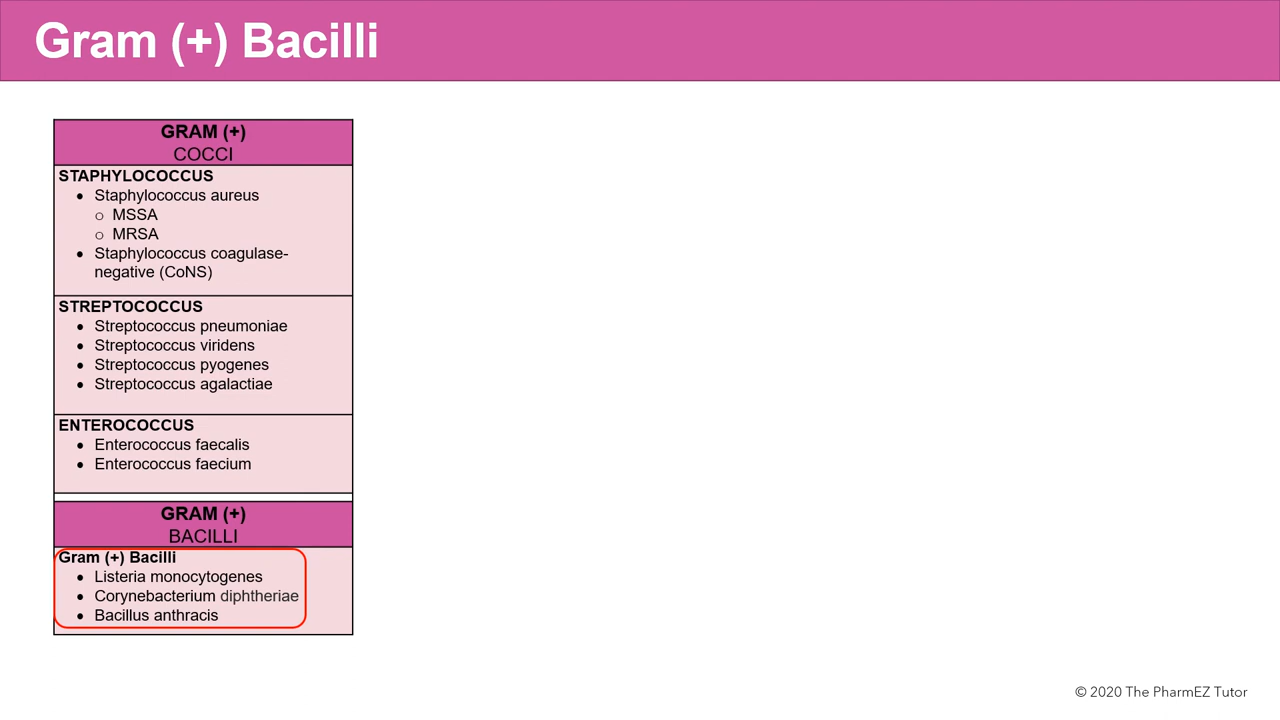 Gram (+) Bacilli
GRAM (+)
COCCI
STAPHYLOCOCCUS
• Staphylococcus aureus
○ MSSA
○ MRSA
• Staphylococcus coagulase-
negative (CoNS)
STREPTOCOCCUS
• Streptococcus pneumoniae
• Streptococcus viridens
• Streptococcus pyogenes
• Streptococcus agalactiae
ENTEROCOCCUS
• Enterococcus faecalis
• Enterococcus faecium
GRAM (+)
BACILLI
Gram (+) Bacilli
• Listeria monocytogenes
• Corynebacterium diphtheriae
• Bacillus anthracis
© 2020 The PharmEZ Tutor